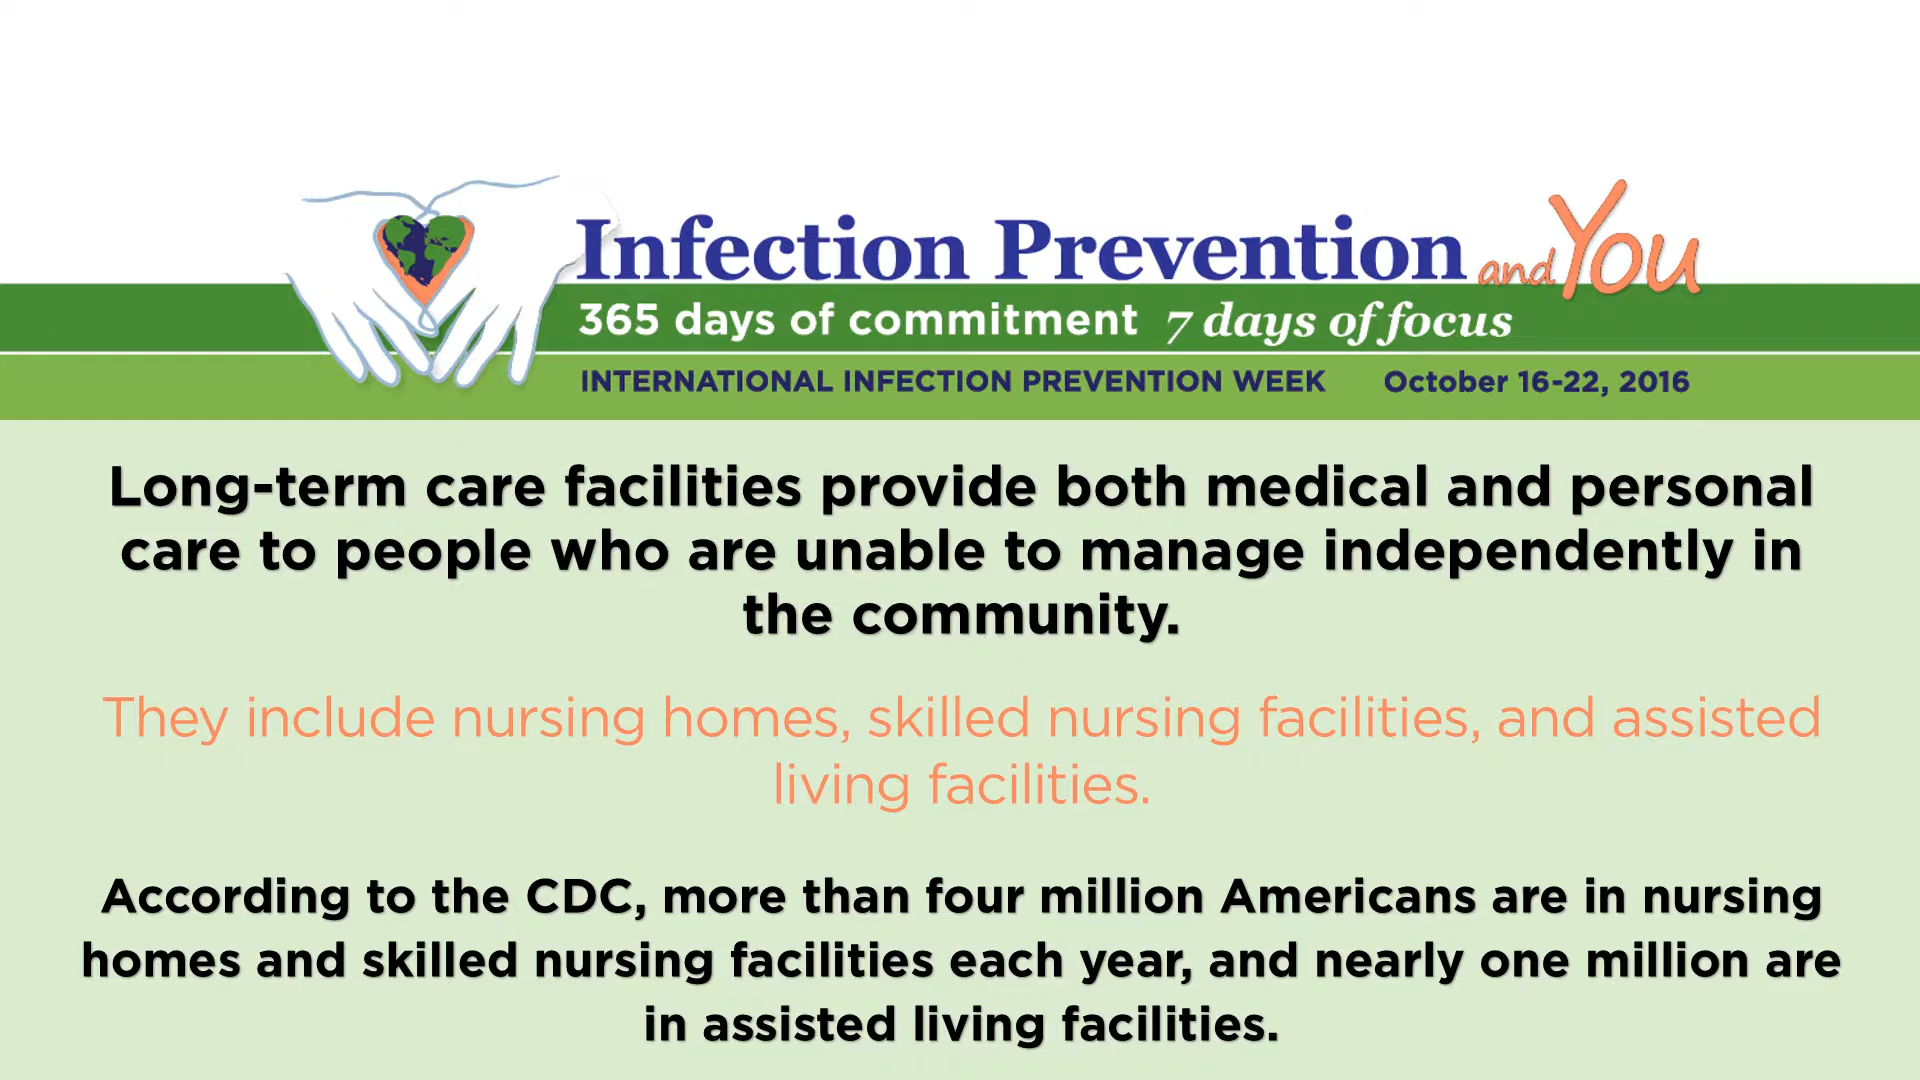 Infection Prevention and You
365 days of commitment 7 days of focus
INTERNATIONAL INFECTION PREVENTION WEEK October 16-22, 2016
Long-term care facilities provide both medical and personal
care to people who are unable to manage independently in
the community.
They include nursing homes, skilled nursing facilities, and assisted
living facilities.
According to the CDC, more than four million Americans are in nursing
homes and skilled nursing facilities each year, and nearly one million are
in assisted living facilities.